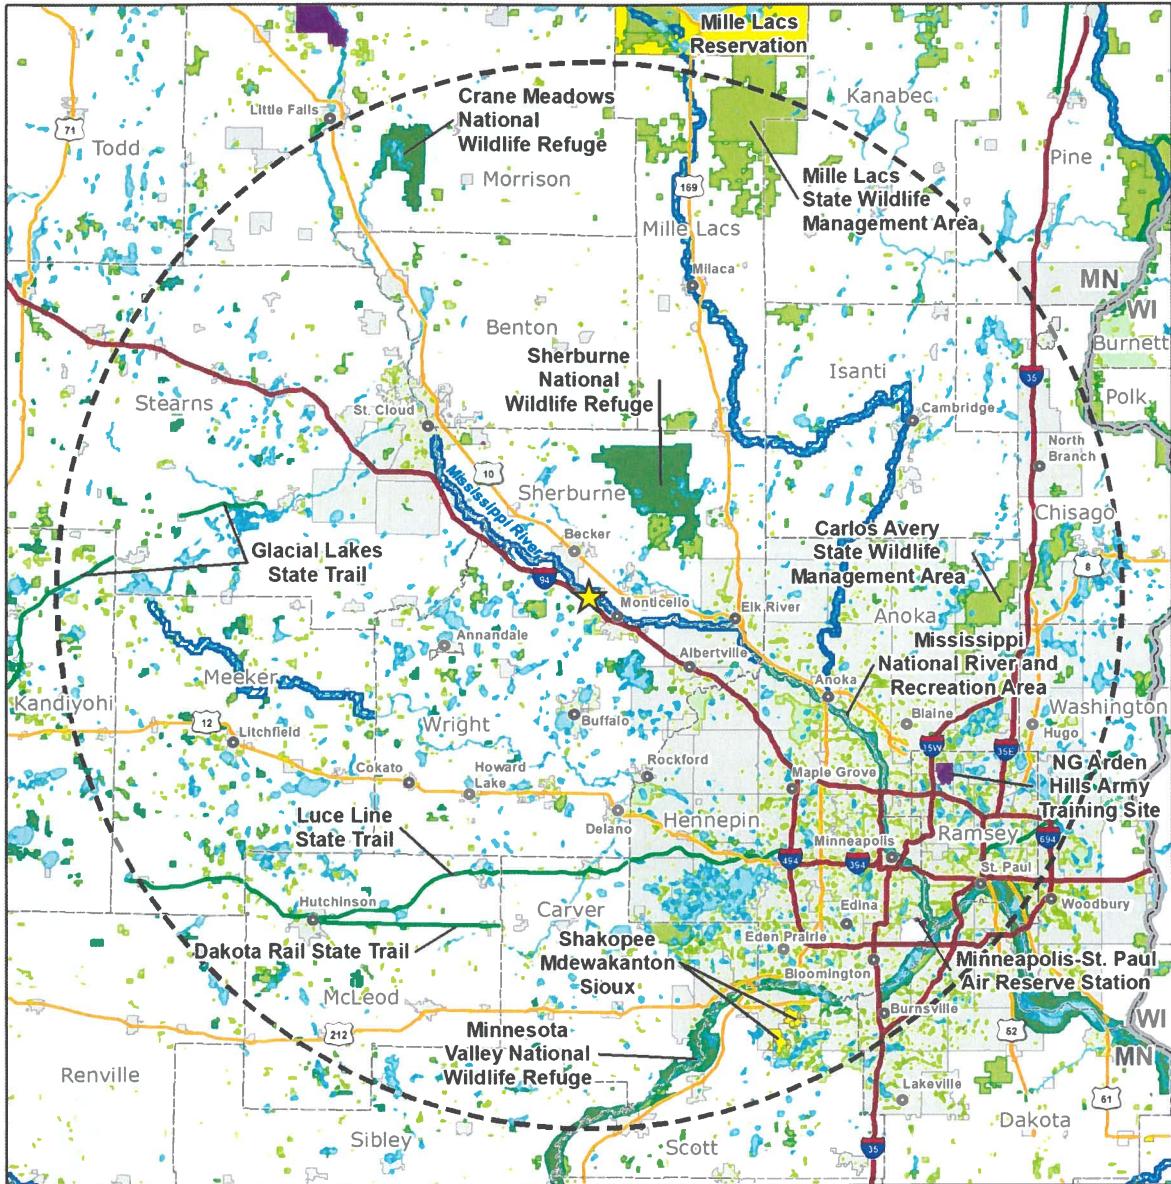 Mille Lacs
Reservation
Crane Meadows
National
Wildlife Refuge
Kanabec
Little Falls
71
Todd
Pine
Morrison
Mille Lacs
State Wildlife
Management Area
169
Mille Lacs
Milaca
MN
WI
Benton
Burnett
Sherburne
National
Wildlife Refuge
Isanti
35
Polk
Stearns
St. Cloud
Cambridge
North
Branch
Mississippi River
10
Sherburne
Chisago
Carlos Avery
State Wildlife
Management Area
Becker
Glacial Lakes
State Trail
8
94
Monticello
Elk River
Anoka
Annandale
Mississippi
National River and
Recreation Area
Albertville
Meeker
Anoka
Kandiyohi
12
Litchfield
Wright
Buffalo
Blaine
Washington
Hugo
35W
35E
Cokato
Howard
Lake
Rockford
Maple Grove
NG Arden
Hills Army
Training Site
Delano
Hennepin
Luce Line
State Trail
Ramsey
694
Minneapolis
494
394
St. Paul
Hutchinson
Carver
Edina
Woodbury
Dakota Rail State Trail
Shakopee
Mdewakanton
Sioux
Eden Prairie
Bloomington
Minneapolis-St. Paul
Air Reserve Station
McLeod
Burnsville
212
Minnesota
Valley National
Wildlife Refuge
52
WI
MN
Renville
Lakeville
61
Dakota
Sibley
Scott
35